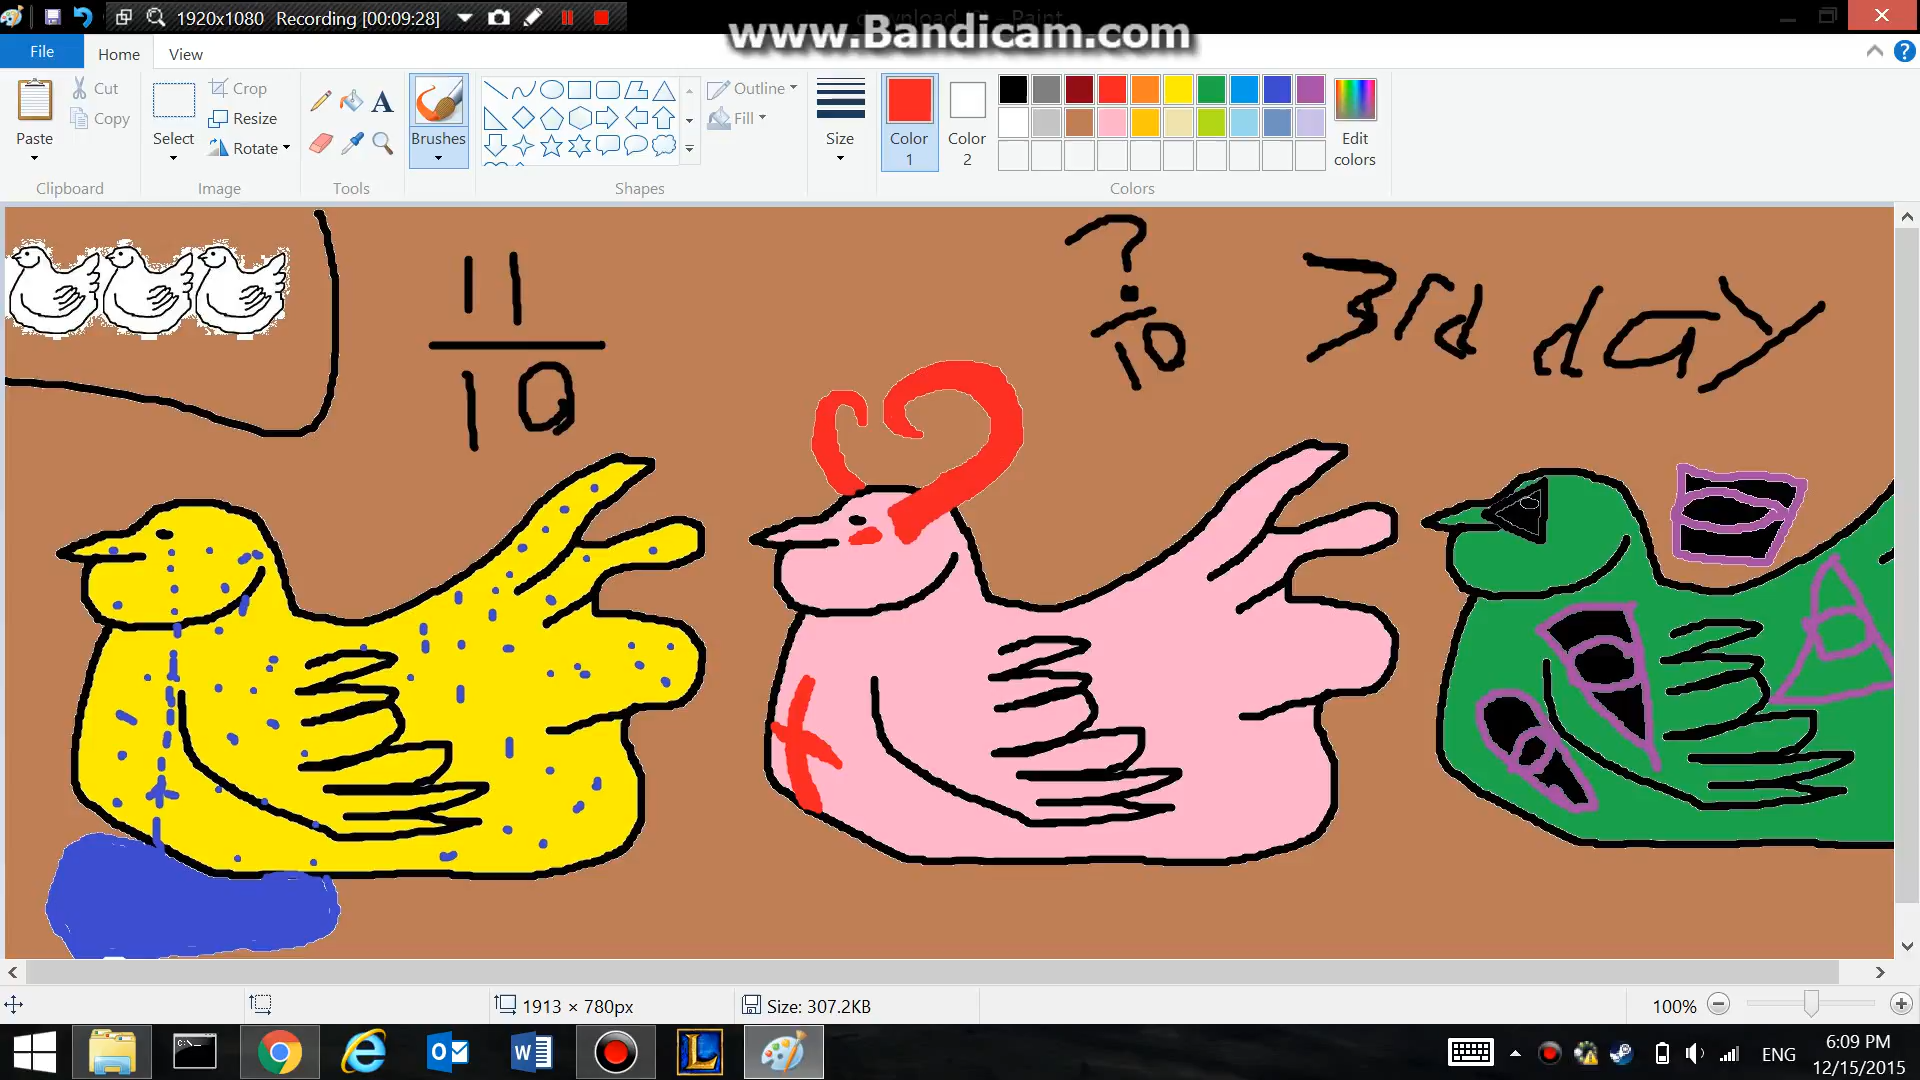 1920x1080 Recording [00:09:28]
www.Bandicam.com
File Home View
Cut
Copy
Paste
Clipboard
Select
Crop
Resize
Rotate
Image
A
Tools
Brushes
Shapes
Outline
Fill
Size
Color 1
Color 2
Edit colors
Colors
11
10
?
10
3rd day
1913 × 780px
Size: 307.2KB
100%
6:09 PM
ENG
12/15/2015